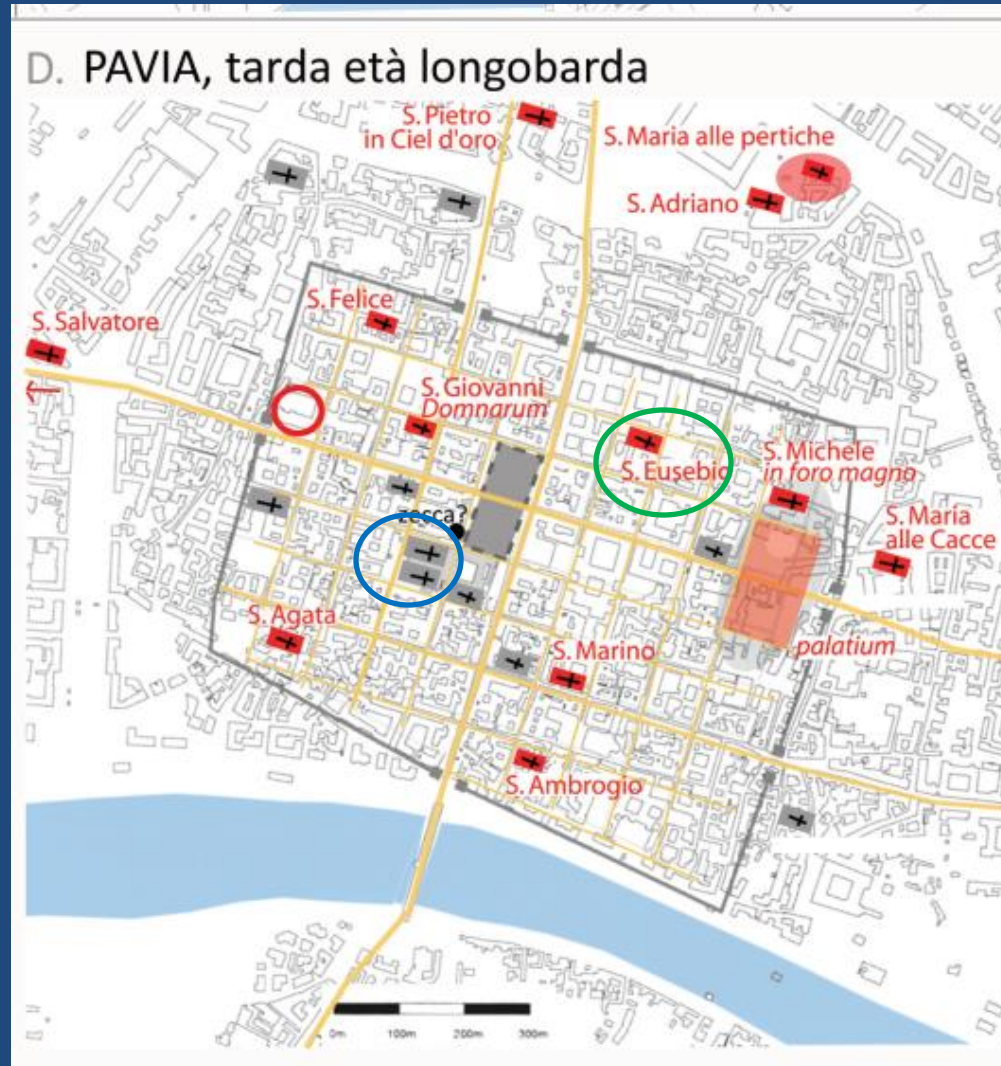 D. PAVIA, tarda età longobarda
S. Pietro
in Ciel d'oro
S. Maria alle pertiche
S. Adriano
S. Felice
S. Salvatore
S. Giovanni
Domnarum
S. Eusebio
S. Michele
in foro magno
zecca?
S. Maria
alle Cacce
S. Agata
S. Marino
palatium
S. Ambrogio
0m 100m 200m 300m